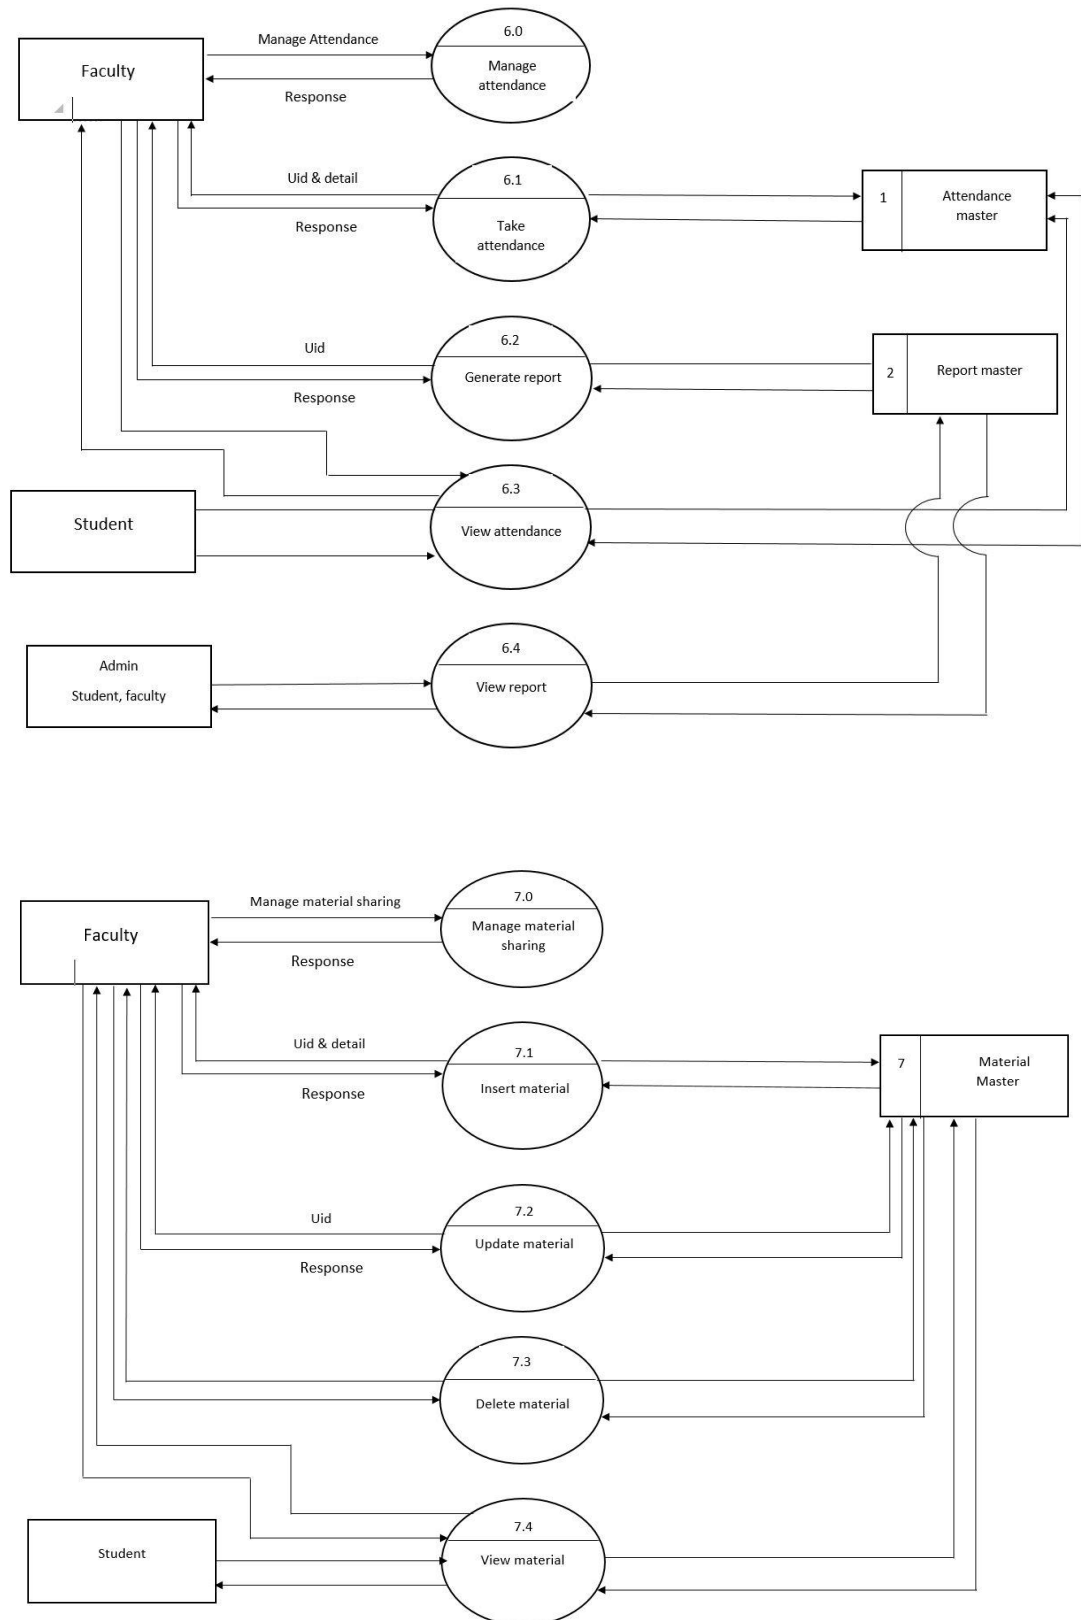 6.0
Manage Attendance
Faculty
Manage
attendance
Response
Uid & detail
6.1
Response
Take
attendance
1
Attendance
master
Uid
6.2
Generate report
Response
2
Report master
6.3
Student
View attendance
6.4
Admin
Student, faculty
View report
7.0
Manage material sharing
Faculty
Manage material
sharing
Response
Uid & detail
7.1
Insert material
Response
7
Material
Master
Uid
7.2
Update material
Response
7.3
Delete material
7.4
Student
View material